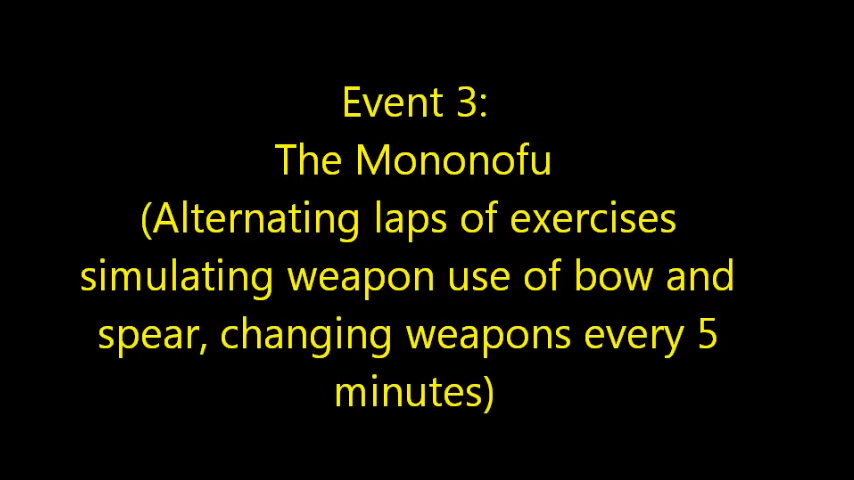 Event 3:
The Mononofu
(Alternating laps of exercises
simulating weapon use of bow and
spear, changing weapons every 5
minutes)